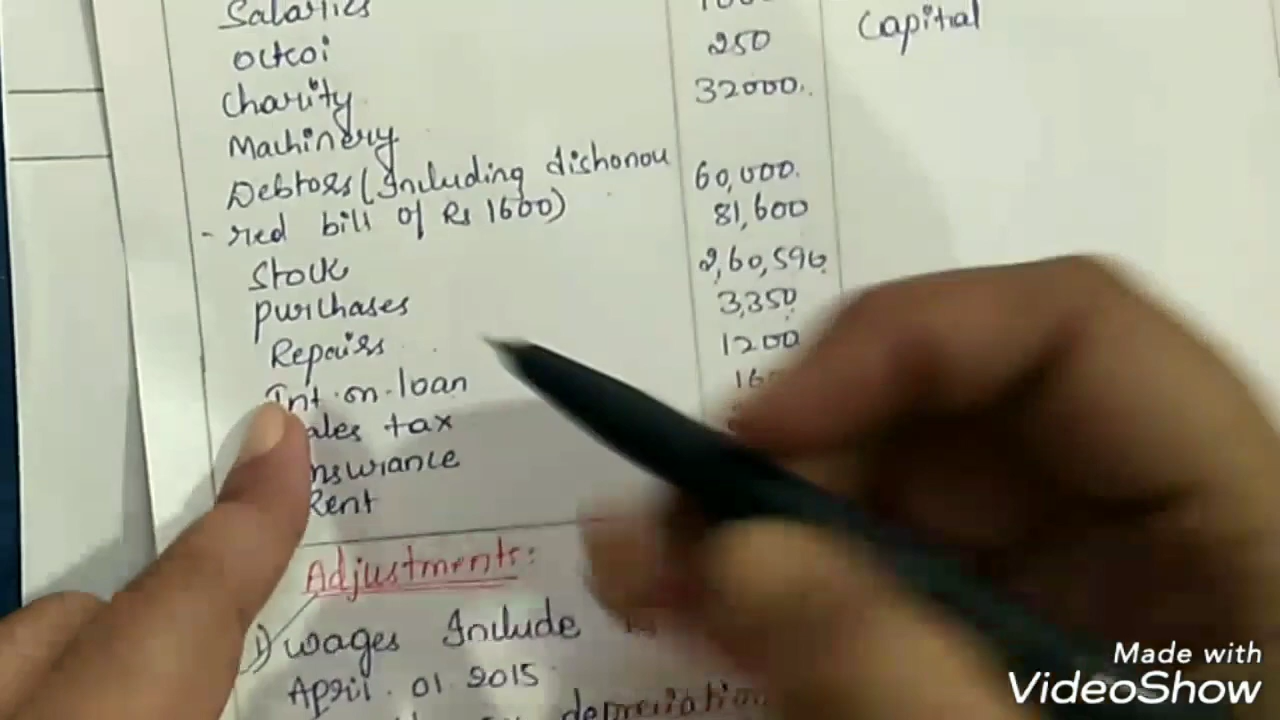 Salaries
octroi 250 Capital
Charity 32000.
Machinery
Debtors (Including dishonou 60,000.
- red bill of Rs 1600) 81,600
Stock 2,60,596
purchases 3,350
Repairs 1200
Int. on. loan
ales tax
nsurance
Rent
Adjustments:
1) wages Include
April. 01 2015
depreciation
Made with
VideoShow